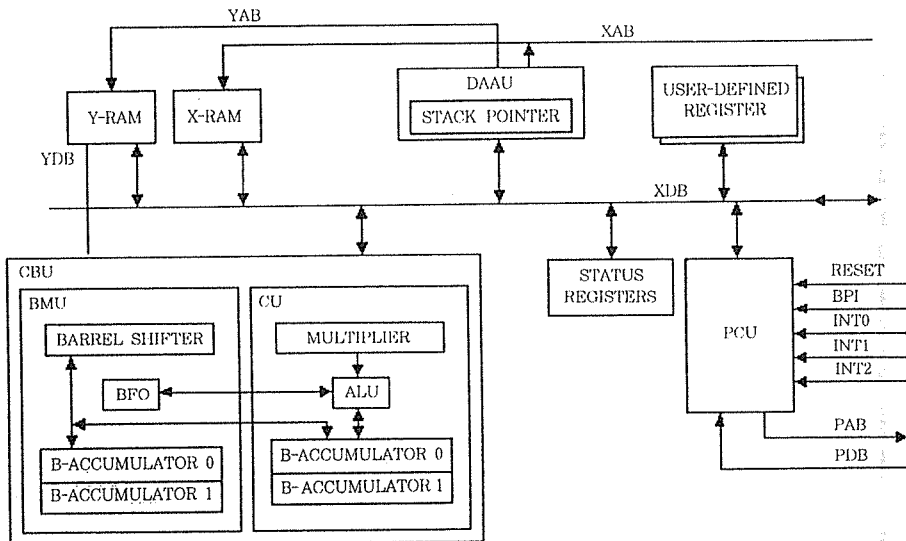 YAB
XAB
DAAU
STACK POINTER
USER-DEFINED
REGISTER
Y-RAM
X-RAM
YDB
XDB
CBU
BMU
BARREL SHIFTER
BFO
B-ACCUMULATOR 0
B-ACCUMULATOR 1
CU
MULTIPLIER
ALU
B-ACCUMULATOR 0
B-ACCUMULATOR 1
STATUS
REGISTERS
PCU
RESET
BPI
INT0
INT1
INT2
PAB
PDB